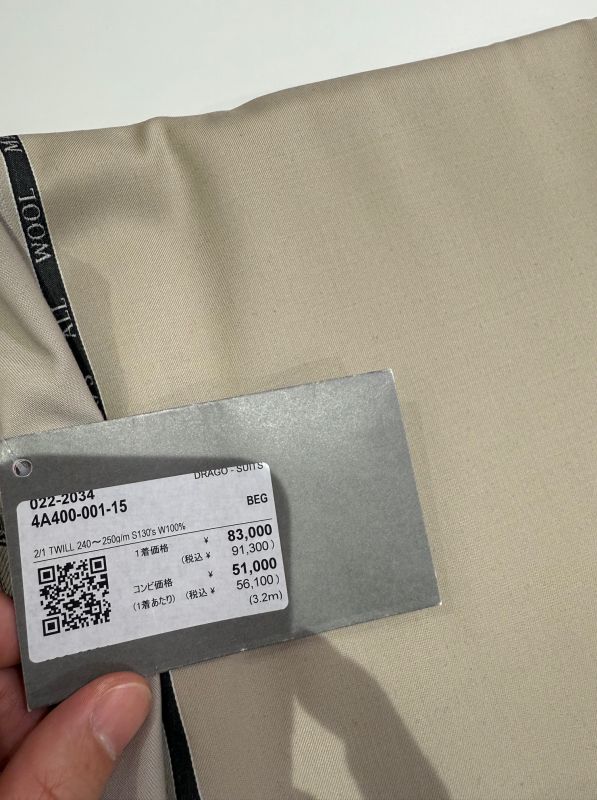 WOOL
ALL
DRAGO - SUITS
022-2034
4A400-001-15
BEG
2/1 TWILL 240～250g/m S130's W100%
1着価格 ¥ 83,000
(税込 ¥ 91,300)
コンビ価格 ¥ 51,000
(1着あたり) (税込 ¥ 56,100)
(3.2m)